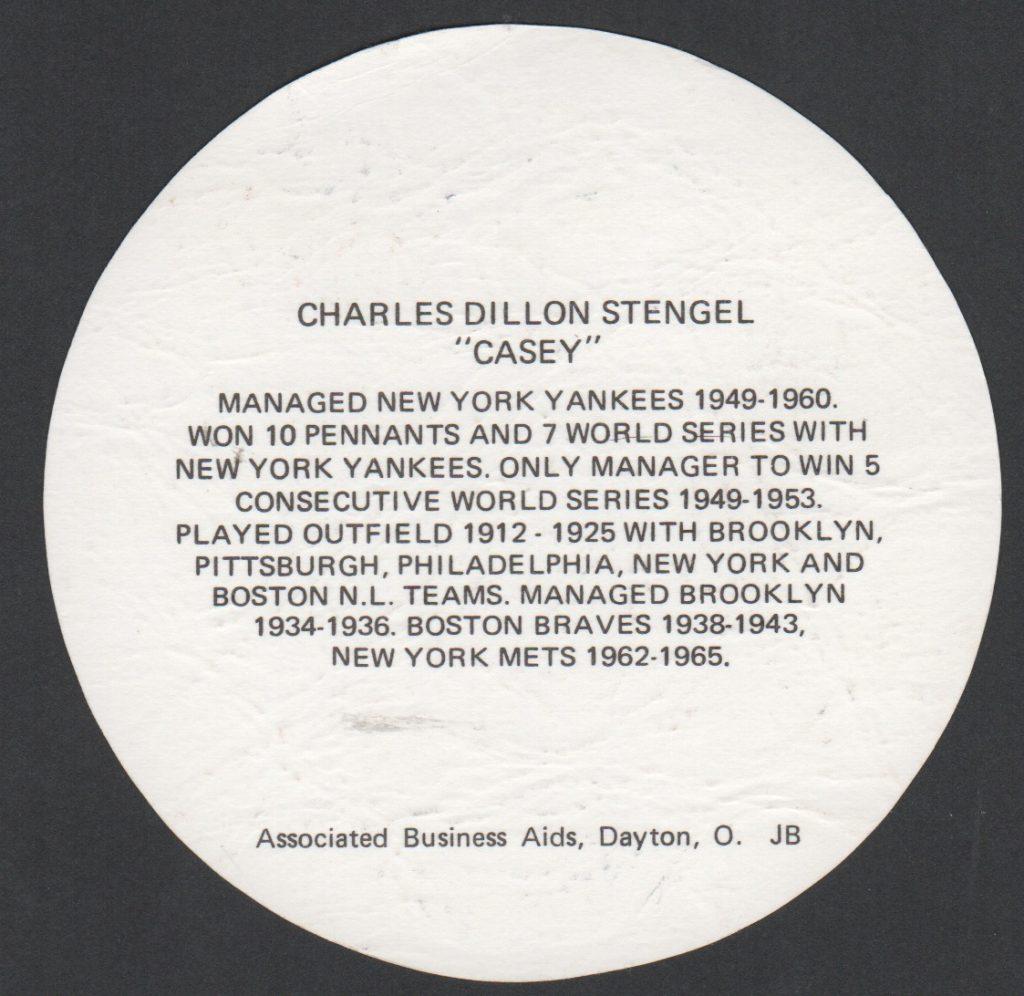 CHARLES DILLON STENGEL
"CASEY"
MANAGED NEW YORK YANKEES 1949-1960.
WON 10 PENNANTS AND 7 WORLD SERIES WITH
NEW YORK YANKEES. ONLY MANAGER TO WIN 5
CONSECUTIVE WORLD SERIES 1949-1953.
PLAYED OUTFIELD 1912 - 1925 WITH BROOKLYN,
PITTSBURGH, PHILADELPHIA, NEW YORK AND
BOSTON N.L. TEAMS. MANAGED BROOKLYN
1934-1936. BOSTON BRAVES 1938-1943,
NEW YORK METS 1962-1965.
Associated Business Aids, Dayton, O. JB